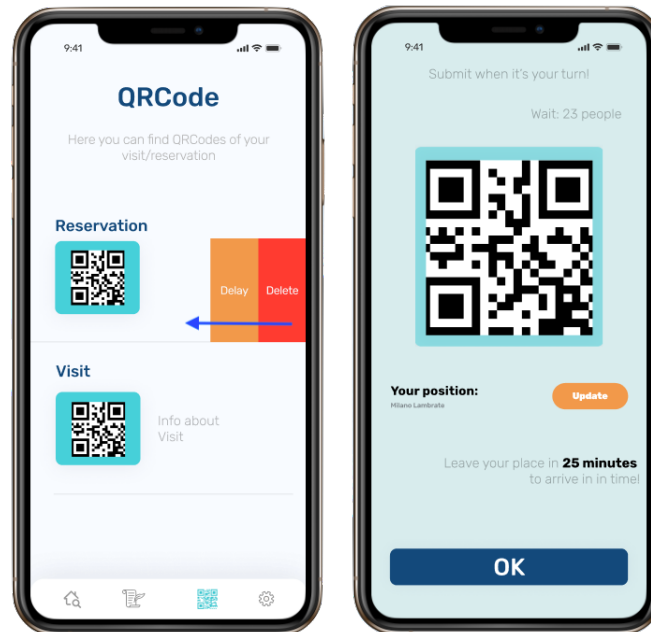 9:41
QRCode
Here you can find QRCodes of your
visit/reservation
Reservation
Delay
Delete
Visit
Info about
Visit
9:41
Submit when it's your turn!
Wait: 23 people
Your position:
Milano Lambrate
Update
Leave your place in 25 minutes
to arrive in in time!
OK